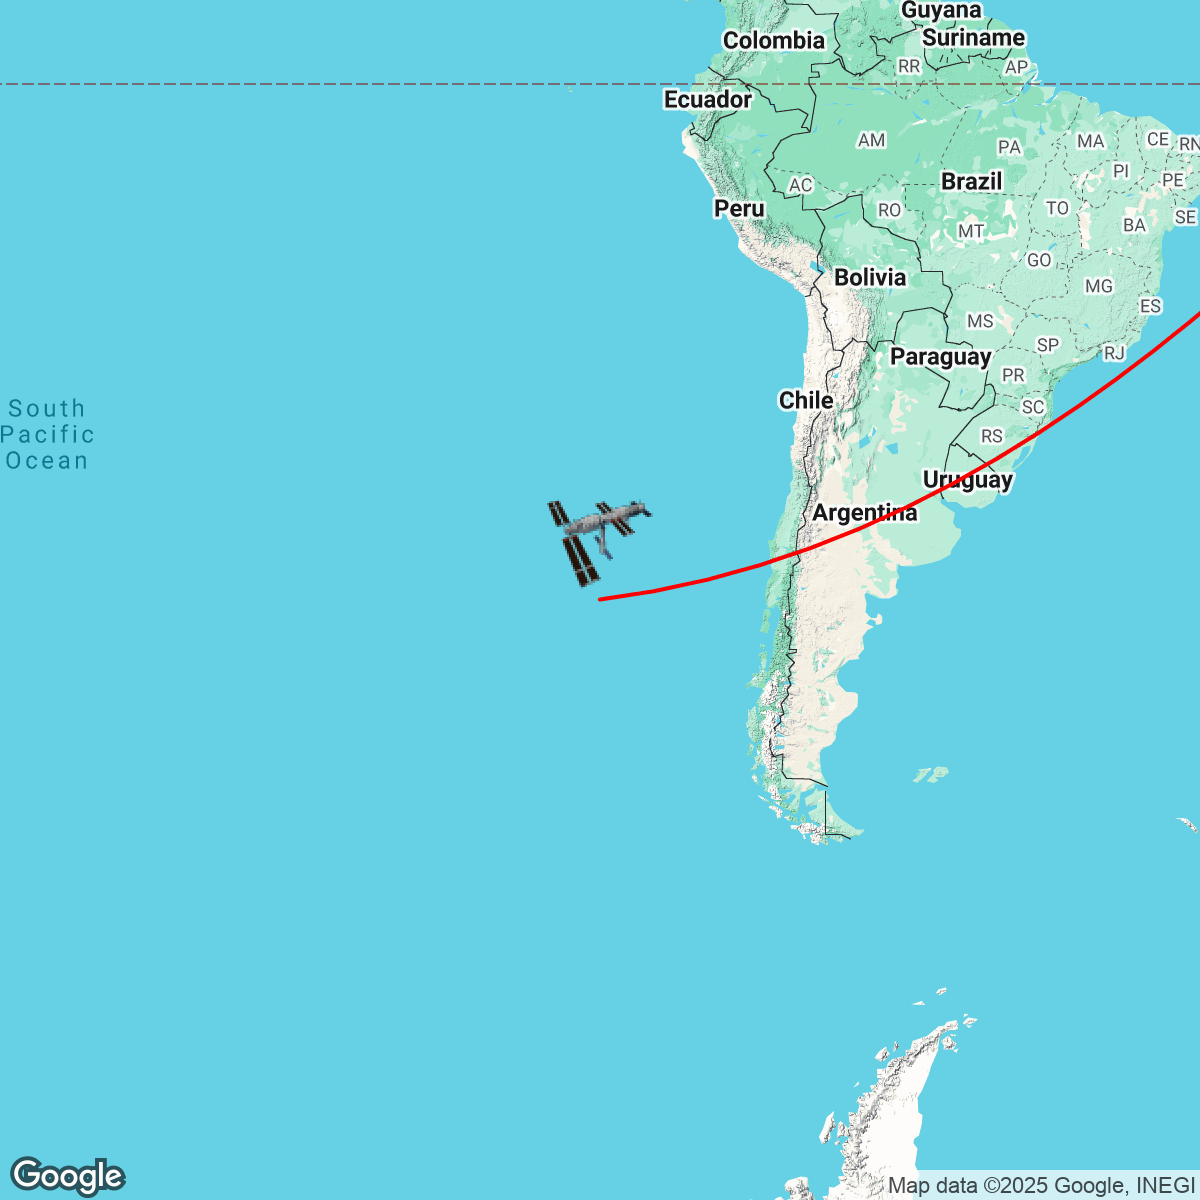 Guyana
Suriname
Colombia
RR
AP
Ecuador
AM
PA
MA
CE
RN
PI
PE
AC
Brazil
Peru
RO
TO
SE
MT
BA
GO
Bolivia
MG
ES
MS
SP
RJ
Paraguay
PR
Chile
SC
South
Pacific
Ocean
RS
Uruguay
Argentina
Google
Map data ©2025 Google, INEGI